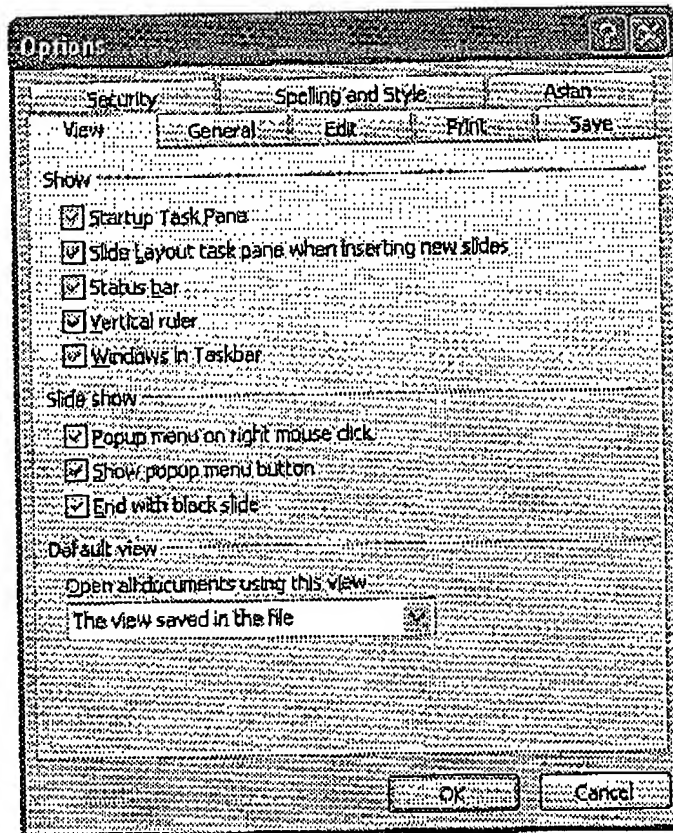 Options
Security Spelling and Style Asian
View General Edit Print Save
Show
Startup Task Pane
Slide Layout task pane when inserting new slides
Status bar
Vertical ruler
Windows in Taskbar
Slide show
Popup menu on right mouse click
Show popup menu button
End with black slide
Default view
Open all documents using this view
The view saved in the file
OK Cancel